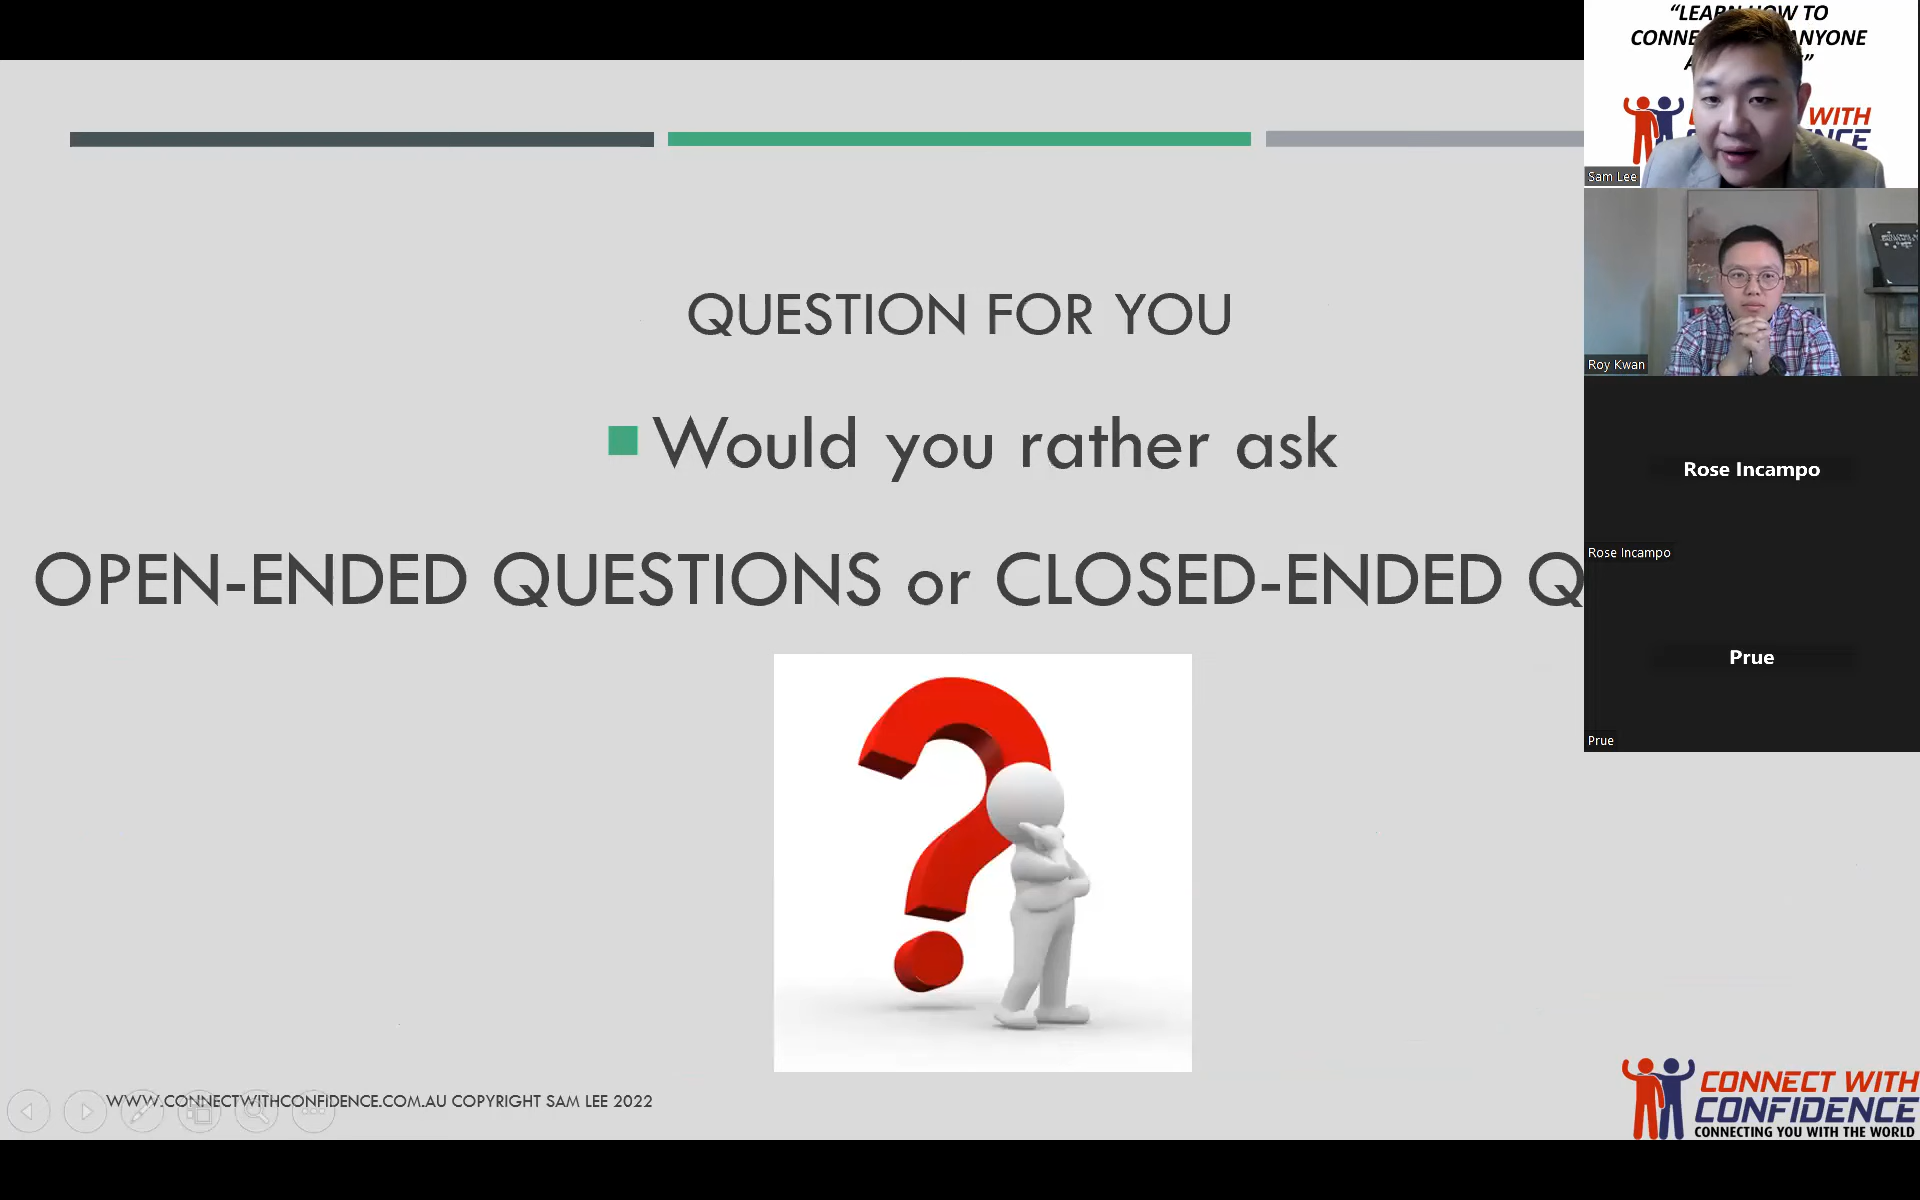 QUESTION FOR YOU
Would you rather ask
OPEN-ENDED QUESTIONS or CLOSED-ENDED Q
WWW.CONNECTWITHCONFIDENCE.COM.AU COPYRIGHT SAM LEE 2022
CONNECT WITH
CONFIDENCE
CONNECTING YOU WITH THE WORLD
TO
WITH
Sam Lee
Roy Kwan
Rose Incampo
Rose Incampo
Prue
Prue